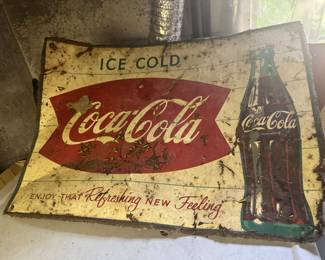 ICE COLD
Coca-Cola
Coca-Cola
ENJOY THAT Refreshing NEW Feeling